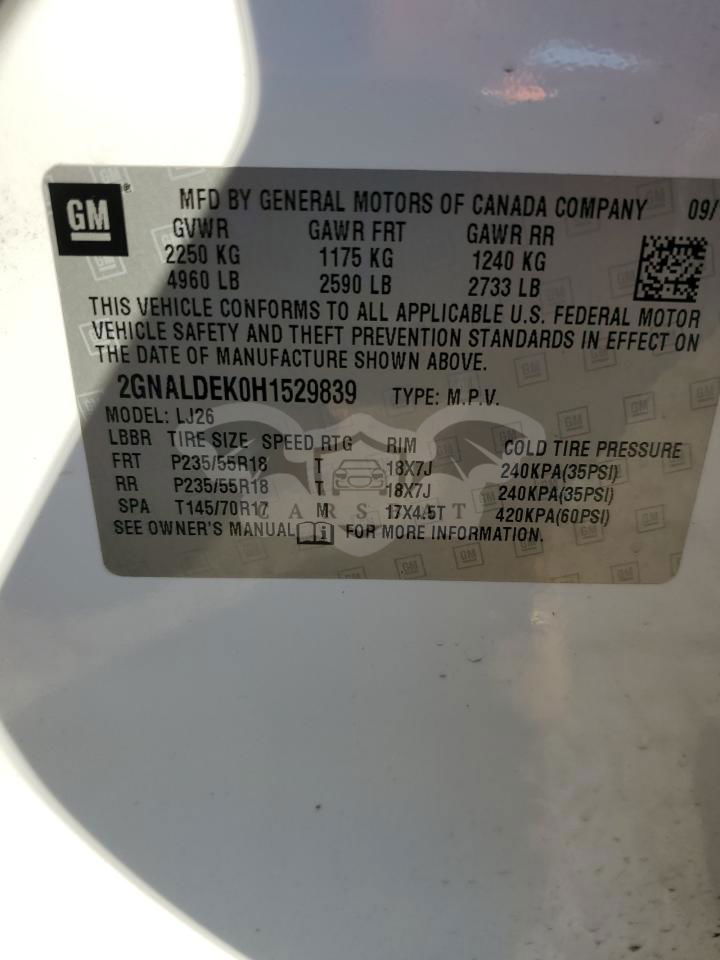 GM
MFD BY GENERAL MOTORS OF CANADA COMPANY 09/
GVWR GAWR FRT GAWR RR
2250 KG 1175 KG 1240 KG
4960 LB 2590 LB 2733 LB
THIS VEHICLE CONFORMS TO ALL APPLICABLE U.S. FEDERAL MOTOR
VEHICLE SAFETY AND THEFT PREVENTION STANDARDS IN EFFECT ON
THE DATE OF MANUFACTURE SHOWN ABOVE.
2GNALDEK0H1529839 TYPE: M.P.V.
MODEL: LJ26
LBBR TIRE SIZE SPEED RTG RIM COLD TIRE PRESSURE
FRT P235/55R18 T 18X7J 240KPA(35PSI)
RR P235/55R18 T 18X7J 240KPA(35PSI)
SPA T145/70R17 M 17X4.5T 420KPA(60PSI)
SEE OWNER'S MANUAL FOR MORE INFORMATION.